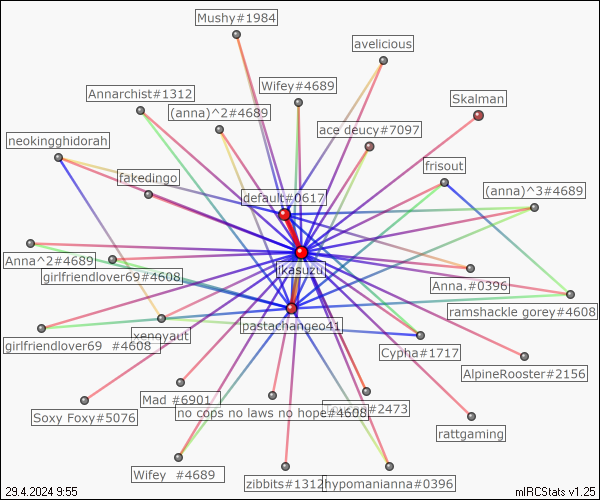 Mushy#1984
avelicious
Wifey#4689
Annarchist#1312
Skalman
(anna)^2#4689
ace deucy#7097
neokingghidorah
frisout
fakedingo
(anna)^3#4689
default#0617
Anna^2#4689
jkasuzu
girlfriendlover69#4608
Anna.#0396
ramshackle gorey#4608
pastachangeo41
xenoyaut
girlfriendlover69 #4608
Cypha#1717
AlpineRooster#2156
Mad #6901
no cops no laws no hope#4608
#2473
Soxy Foxy#5076
rattgaming
Wifey #4689
zibbits#1312
hypomanianna#0396
29.4.2024 9:55
mIRCStats v1.25